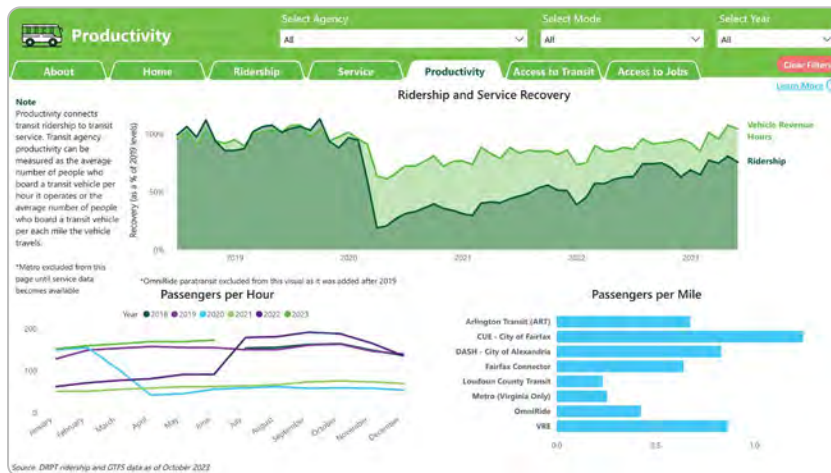 Select Agency
Select Mode
Select Year
Productivity
All
All
All
About
Home
Ridership
Service
Productivity
Access to Transit
Access to Jobs
Clear Filters
Learn More
Note
Productivity connects
transit ridership to transit
service. Transit agency
productivity can be
measured as the average
number of people who
board a transit vehicle per
hour it operates or the
average number of people
who board a transit vehicle
per each mile the vehicle
travels.
*Metro excluded from this
page until service data
becomes available
Ridership and Service Recovery
Recovery (as a % of 2019 levels)
100%
50%
0%
2019
2020
2021
2022
2023
Vehicle Revenue
Hours
Ridership
*OmniRide paratransit excluded from this visual as it was added after 2019
Passengers per Hour
Year 2018 2019 2020 2021 2022 2023
200
100
0
January
February
March
April
May
June
July
August
September
October
November
December
Passengers per Mile
Arlington Transit (ART)
CUE - City of Fairfax
DASH - City of Alexandria
Fairfax Connector
Loudoun County Transit
Metro (Virginia Only)
OmniRide
VRE
0.0
0.5
1.0
Source: DRPT ridership and GTFS data as of October 2023